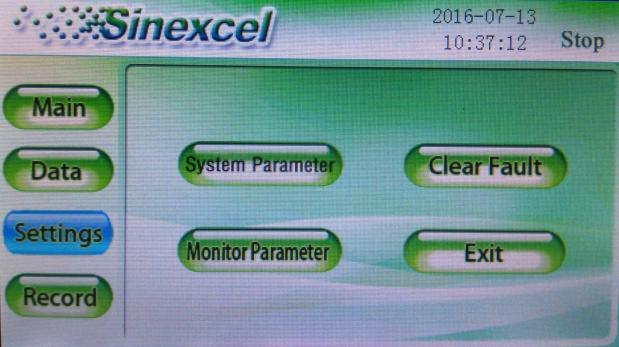 Sinexcel
2016-07-13
10:37:12
Stop
Main
Data
Settings
Record
System Parameter
Clear Fault
Monitor Parameter
Exit